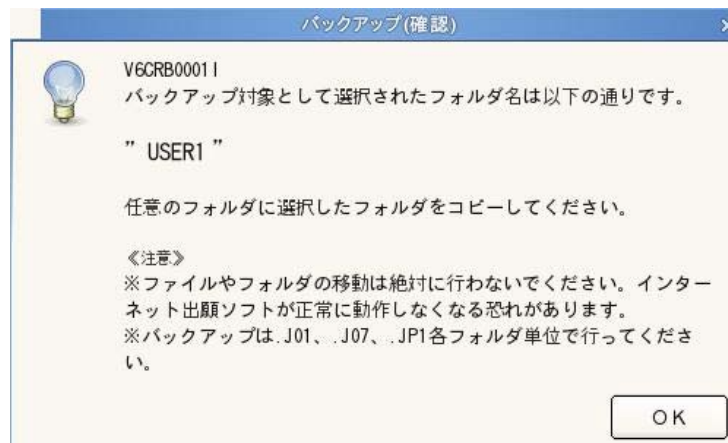 バックアップ(確認)
V6CRB0001I
バックアップ対象として選択されたフォルダ名は以下の通りです。
” USER1 ”
任意のフォルダに選択したフォルダをコピーしてください。
≪注意≫
※ファイルやフォルダの移動は絶対に行わないでください。インター
ネット出願ソフトが正常に動作しなくなる恐れがあります。
※バックアップは.J01、.J07、.JP1各フォルダ単位で行ってくださ
い。
OK